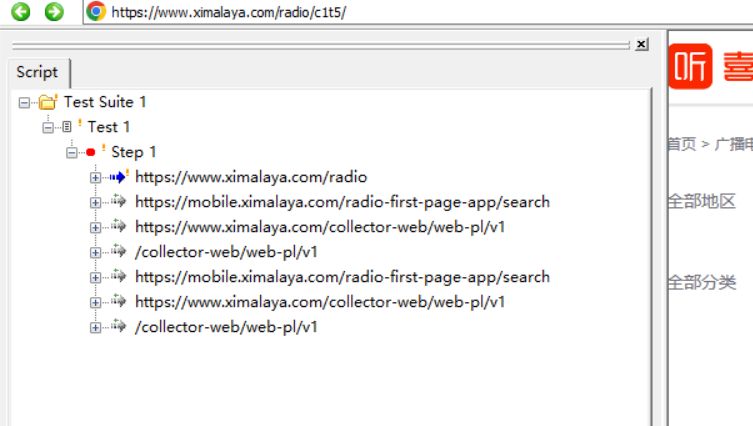 https://www.ximalaya.com/radio/c1t5/
Script
听 喜
Test Suite 1
Test 1
首页 > 广播电
Step 1
https://www.ximalaya.com/radio
https://mobile.ximalaya.com/radio-first-page-app/search
全部地区
https://www.ximalaya.com/collector-web/web-pl/v1
/collector-web/web-pl/v1
https://mobile.ximalaya.com/radio-first-page-app/search
全部分类
https://www.ximalaya.com/collector-web/web-pl/v1
/collector-web/web-pl/v1